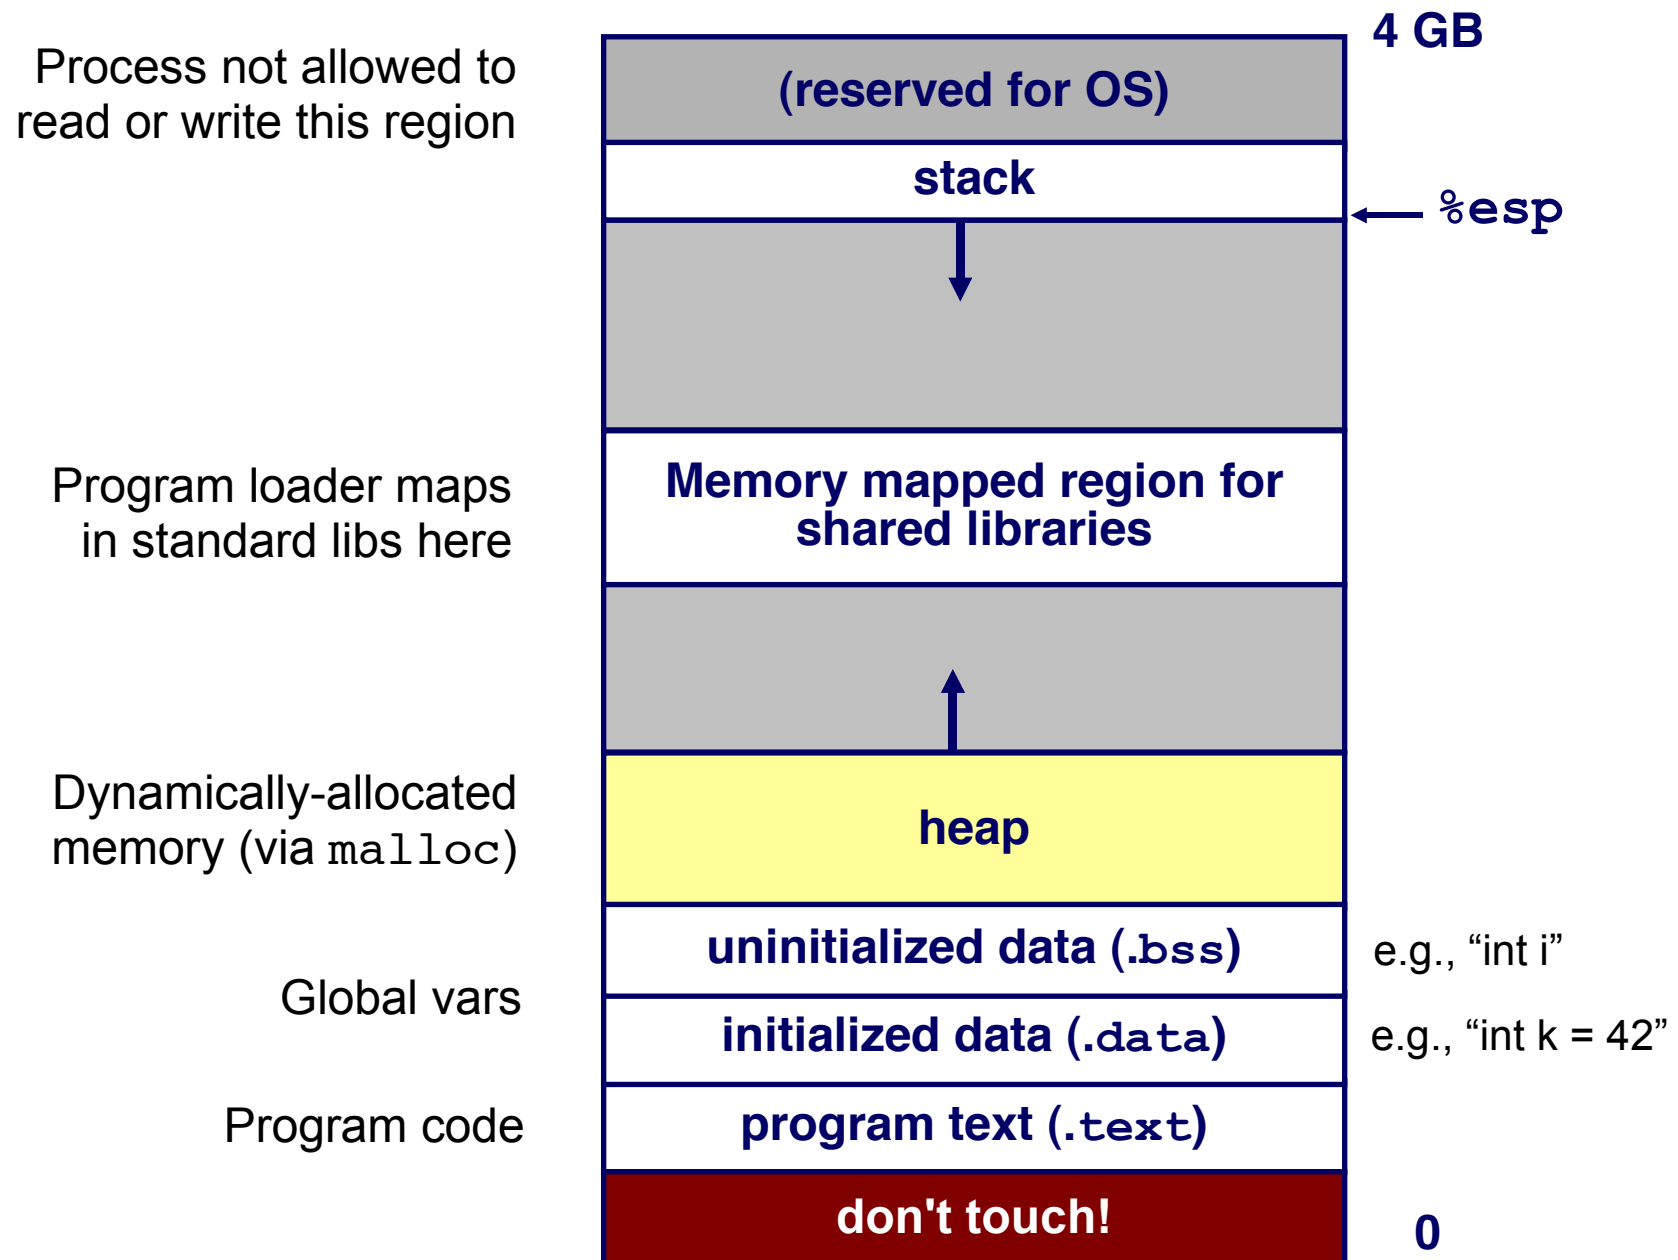 4 GB
Process not allowed to
read or write this region
(reserved for OS)
stack
%esp
Program loader maps
in standard libs here
Memory mapped region for
shared libraries
Dynamically-allocated
memory (via malloc)
heap
uninitialized data (.bss)
e.g., “int i”
Global vars
initialized data (.data)
e.g., “int k = 42”
Program code
program text (.text)
don't touch!
0